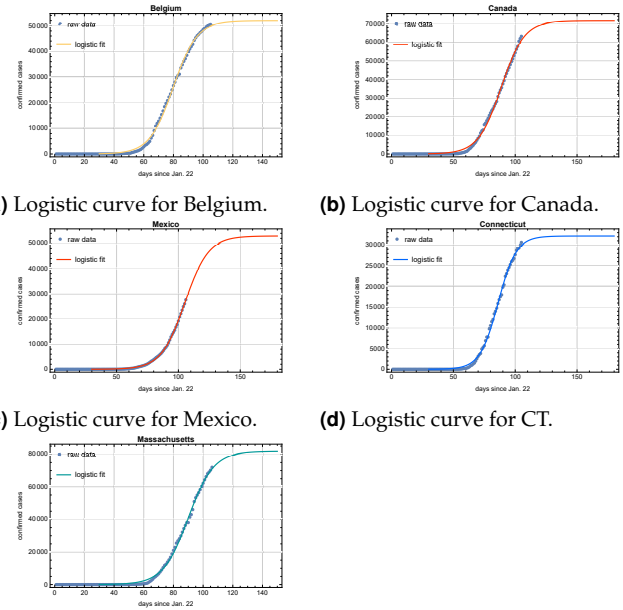 Belgium
raw data
logistic fit
confirmed cases
50000
40000
30000
20000
10000
0
0 20 40 60 80 100 120 140
days since Jan. 22
) Logistic curve for Belgium.
Canada
raw data
logistic fit
confirmed cases
70000
60000
50000
40000
30000
20000
10000
0
0 50 100 150
days since Jan. 22
(b) Logistic curve for Canada.
Mexico
raw data
logistic fit
confirmed cases
50000
40000
30000
20000
10000
0
0 50 100 150
days since Jan. 22
) Logistic curve for Mexico.
Connecticut
raw data
logistic fit
confirmed cases
30000
25000
20000
15000
10000
5000
0
0 50 100 150
days since Jan. 22
(d) Logistic curve for CT.
Massachusetts
raw data
logistic fit
confirmed cases
80000
60000
40000
20000
0
0 20 40 60 80 100 120 140
days since Jan. 22